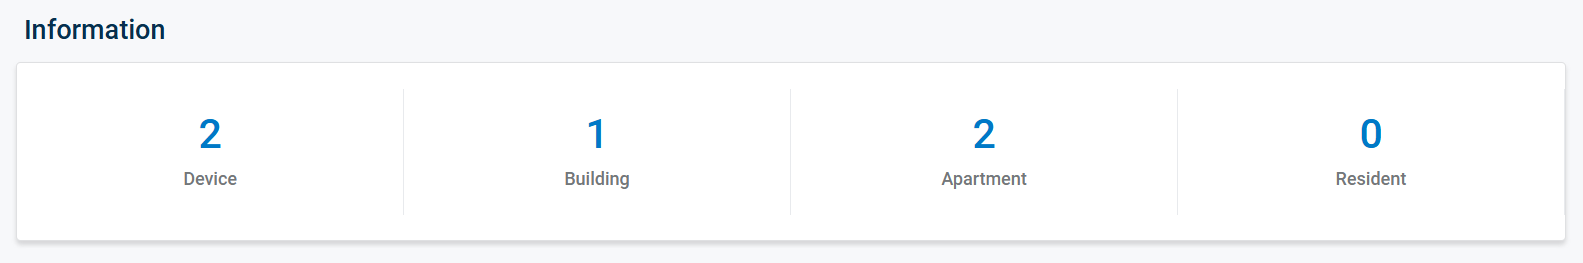 Information
2
Device
1
Building
2
Apartment
0
Resident